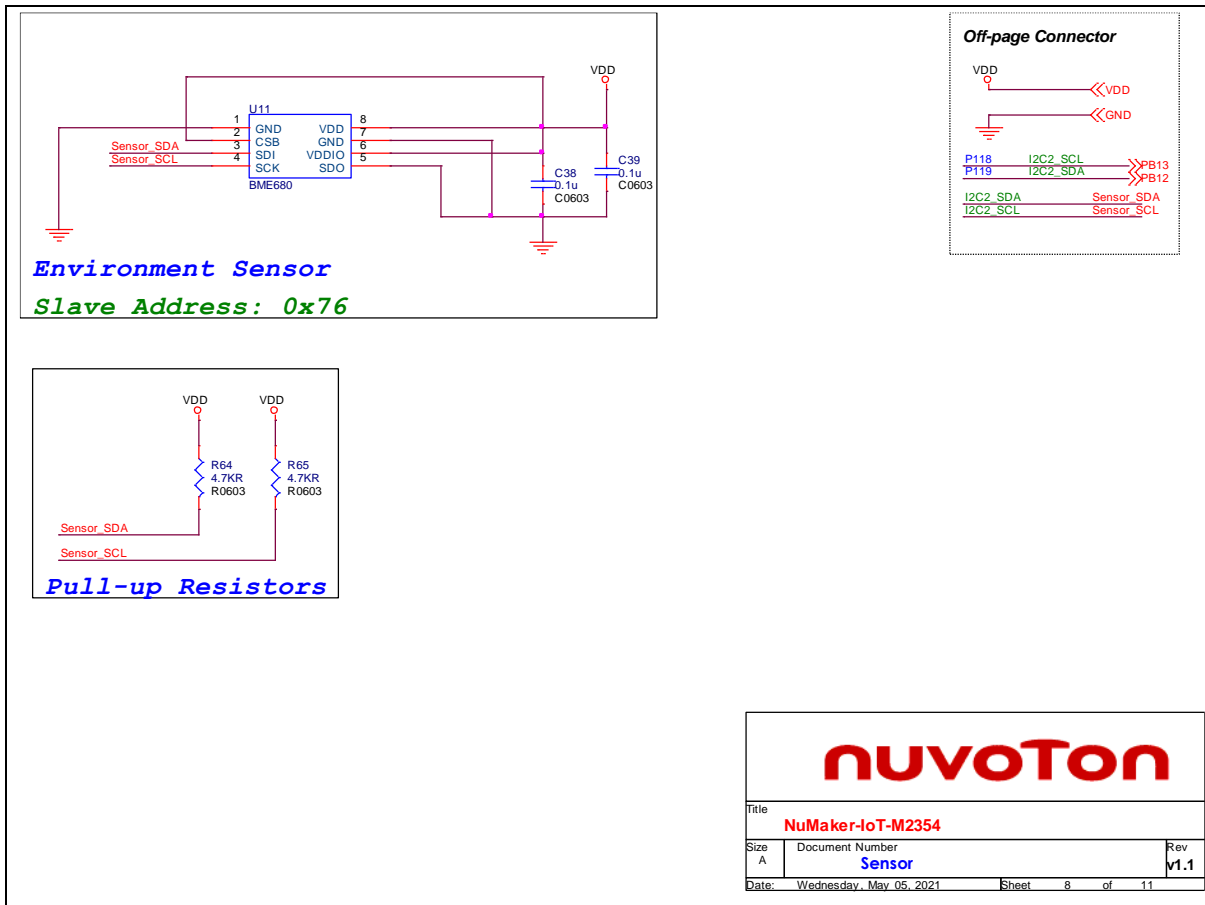 VDD
U11
1 GND VDD 8
2 CSB GND 7
Sensor_SDA 3 SDI VDDIO 6
Sensor_SCL 4 SCK SDO 5
BME680
C38
0.1u
C0603
C39
0.1u
C0603
Environment Sensor
Slave Address: 0x76
Off-page Connector
VDD
VDD
GND
P118 I2C2_SCL PB13
P119 I2C2_SDA PB12
I2C2_SDA Sensor_SDA
I2C2_SCL Sensor_SCL
VDD VDD
R64
4.7KR
R0603
R65
4.7KR
R0603
Sensor_SDA
Sensor_SCL
Pull-up Resistors
nuvoTon
Title
NuMaker-IoT-M2354
Size Document Number Rev
A Sensor v1.1
Date: Wednesday, May 05, 2021 Sheet 8 of 11